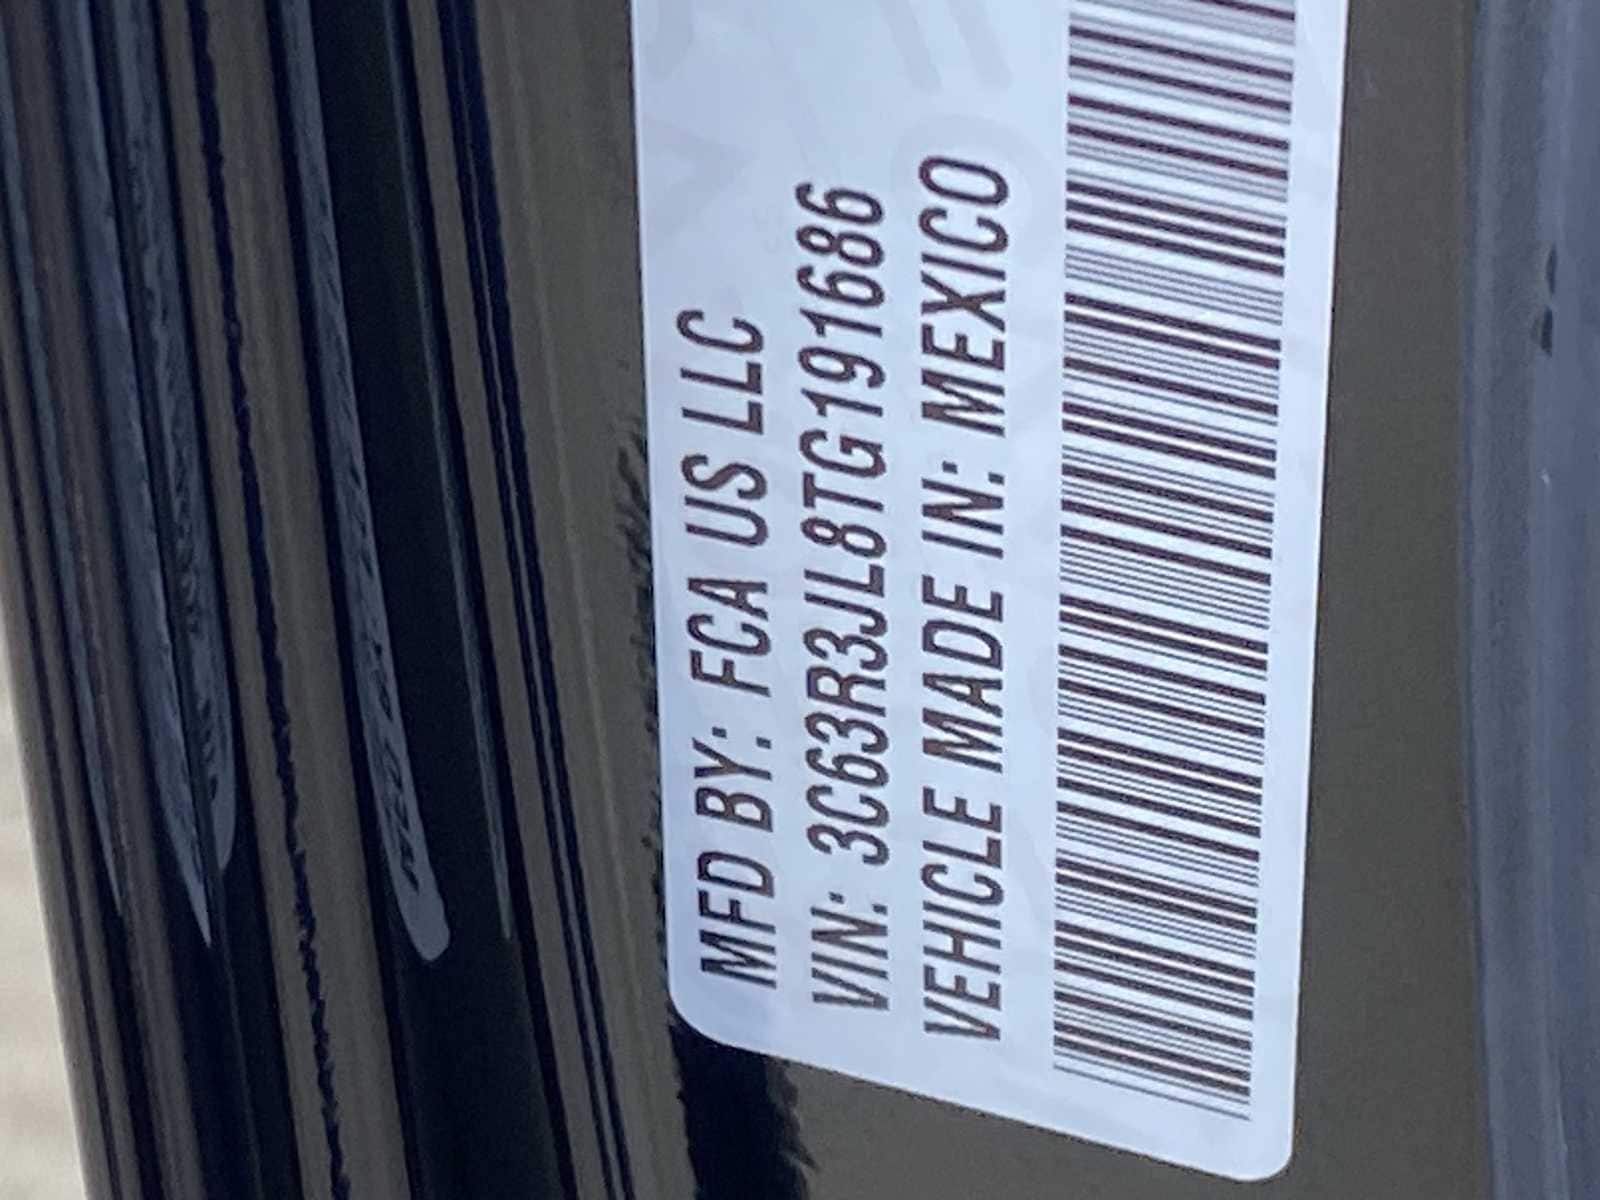 MFD BY: FCA US LLC
VIN: 3C63R3JL8TG191686
VEHICLE MADE IN: MEXICO